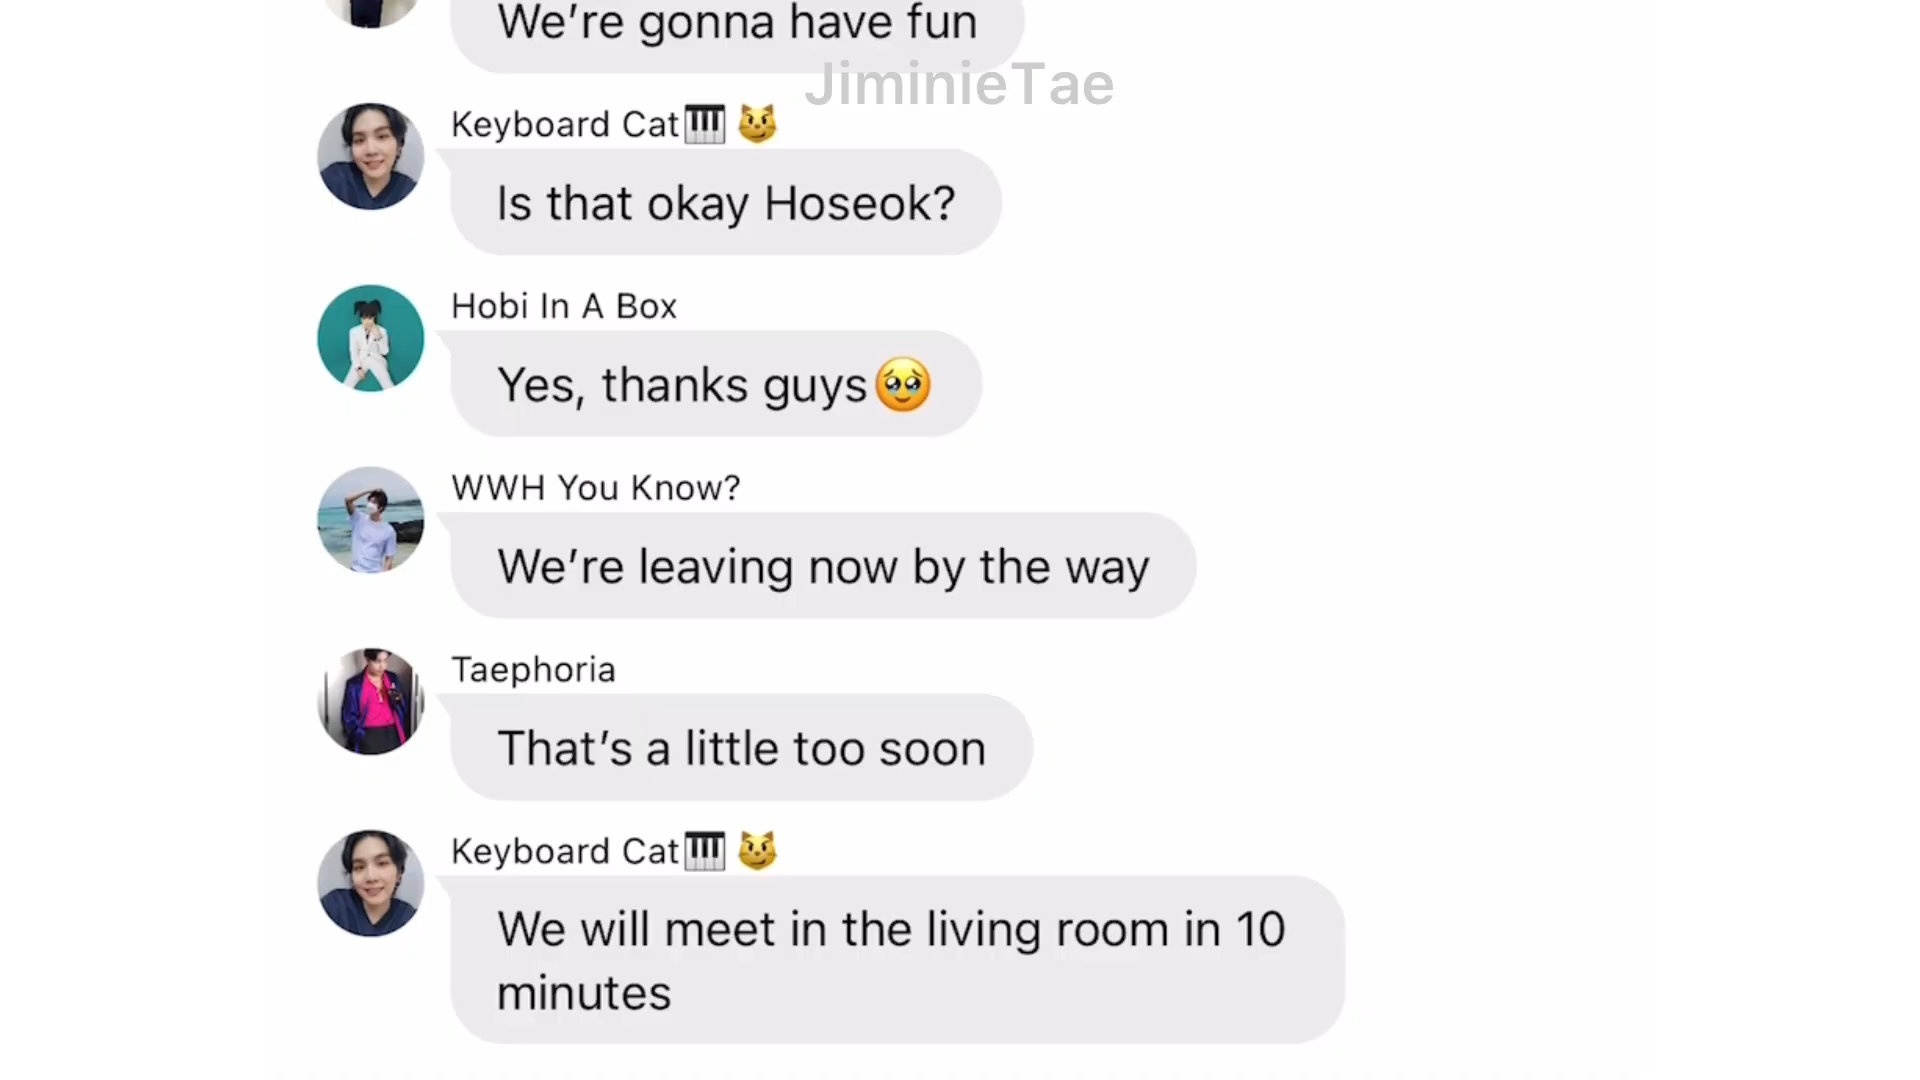 We’re gonna have fun
JiminieTae
Keyboard Cat🎹 😼
Is that okay Hoseok?
Hobi In A Box
Yes, thanks guys🥹
WWH You Know?
We’re leaving now by the way
Taephoria
That’s a little too soon
Keyboard Cat🎹 😼
We will meet in the living room in 10
minutes